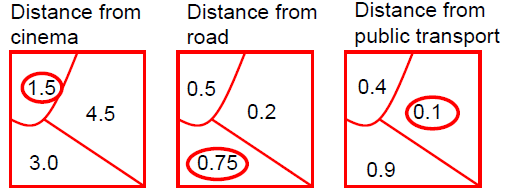 Distance from
cinema
1.5
4.5
3.0
Distance from
road
0.5
0.2
0.75
Distance from
public transport
0.4
0.1
0.9